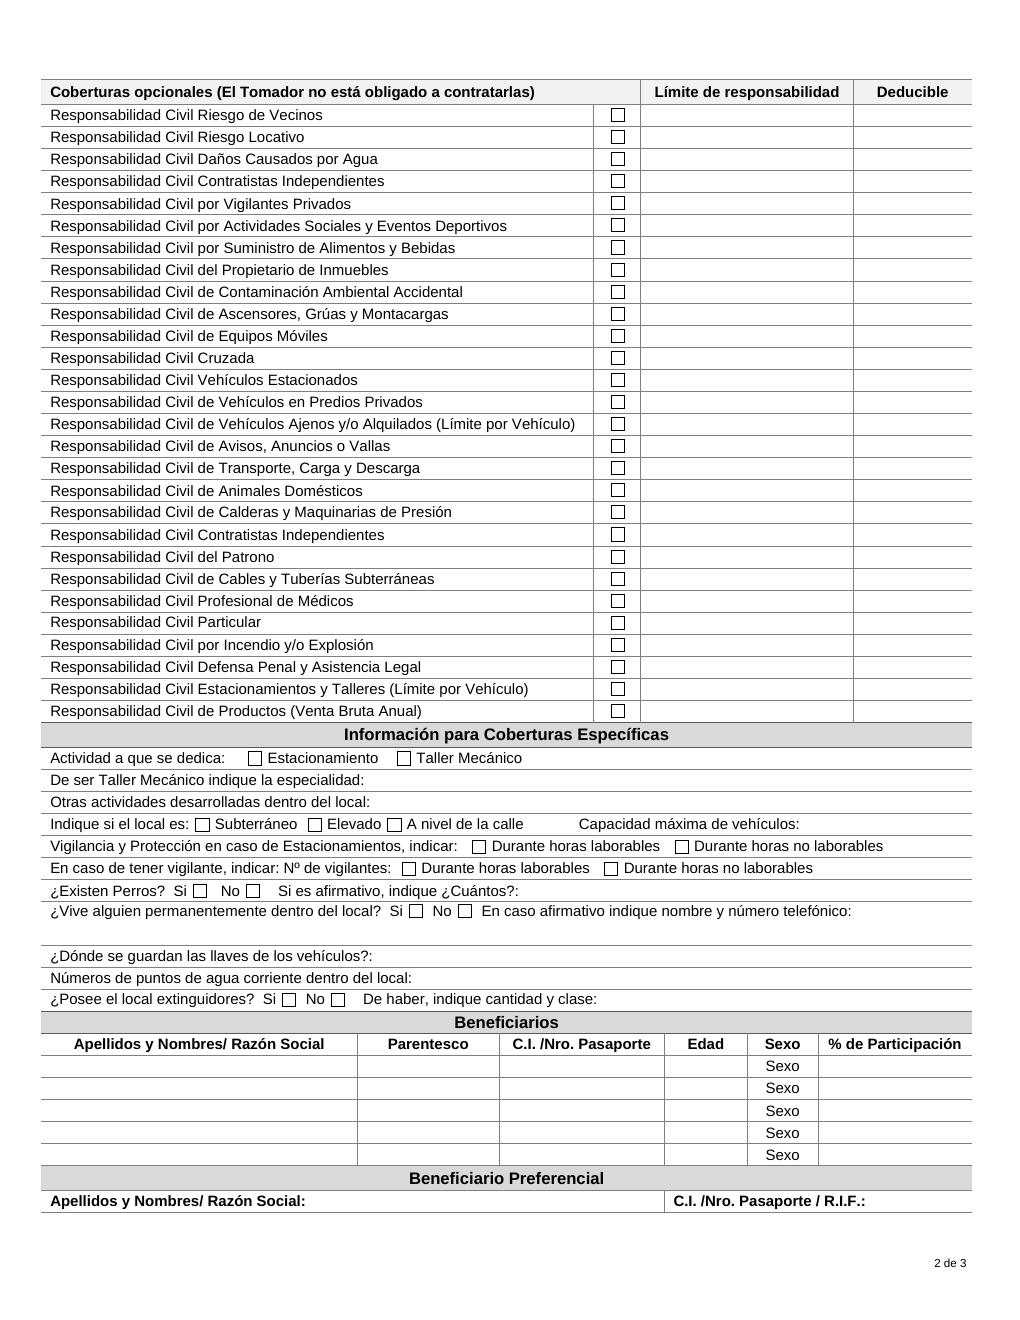 Coberturas opcionales (El Tomador no está obligado a contratarlas) Límite de responsabilidad Deducible
Responsabilidad Civil Riesgo de Vecinos
Responsabilidad Civil Riesgo Locativo
Responsabilidad Civil Daños Causados por Agua
Responsabilidad Civil Contratistas Independientes
Responsabilidad Civil por Vigilantes Privados
Responsabilidad Civil por Actividades Sociales y Eventos Deportivos
Responsabilidad Civil por Suministro de Alimentos y Bebidas
Responsabilidad Civil del Propietario de Inmuebles
Responsabilidad Civil de Contaminación Ambiental Accidental
Responsabilidad Civil de Ascensores, Grúas y Montacargas
Responsabilidad Civil de Equipos Móviles
Responsabilidad Civil Cruzada
Responsabilidad Civil Vehículos Estacionados
Responsabilidad Civil de Vehículos en Predios Privados
Responsabilidad Civil de Vehículos Ajenos y/o Alquilados (Límite por Vehículo)
Responsabilidad Civil de Avisos, Anuncios o Vallas
Responsabilidad Civil de Transporte, Carga y Descarga
Responsabilidad Civil de Animales Domésticos
Responsabilidad Civil de Calderas y Maquinarias de Presión
Responsabilidad Civil Contratistas Independientes
Responsabilidad Civil del Patrono
Responsabilidad Civil de Cables y Tuberías Subterráneas
Responsabilidad Civil Profesional de Médicos
Responsabilidad Civil Particular
Responsabilidad Civil por Incendio y/o Explosión
Responsabilidad Civil Defensa Penal y Asistencia Legal
Responsabilidad Civil Estacionamientos y Talleres (Límite por Vehículo)
Responsabilidad Civil de Productos (Venta Bruta Anual)
Información para Coberturas Específicas
Actividad a que se dedica: Estacionamiento Taller Mecánico
De ser Taller Mecánico indique la especialidad:
Otras actividades desarrolladas dentro del local:
Indique si el local es: Subterráneo Elevado A nivel de la calle Capacidad máxima de vehículos:
Vigilancia y Protección en caso de Estacionamientos, indicar: Durante horas laborables Durante horas no laborables
En caso de tener vigilante, indicar: Nº de vigilantes: Durante horas laborables Durante horas no laborables
¿Existen Perros? Si No Si es afirmativo, indique ¿Cuántos?:
¿Vive alguien permanentemente dentro del local? Si No En caso afirmativo indique nombre y número telefónico:
¿Dónde se guardan las llaves de los vehículos?:
Números de puntos de agua corriente dentro del local:
¿Posee el local extinguidores? Si No De haber, indique cantidad y clase:
Beneficiarios
Apellidos y Nombres/ Razón Social Parentesco C.I. /Nro. Pasaporte Edad Sexo % de Participación
Sexo
Sexo
Sexo
Sexo
Sexo
Beneficiario Preferencial
Apellidos y Nombres/ Razón Social: C.I. /Nro. Pasaporte / R.I.F.:
2 de 3